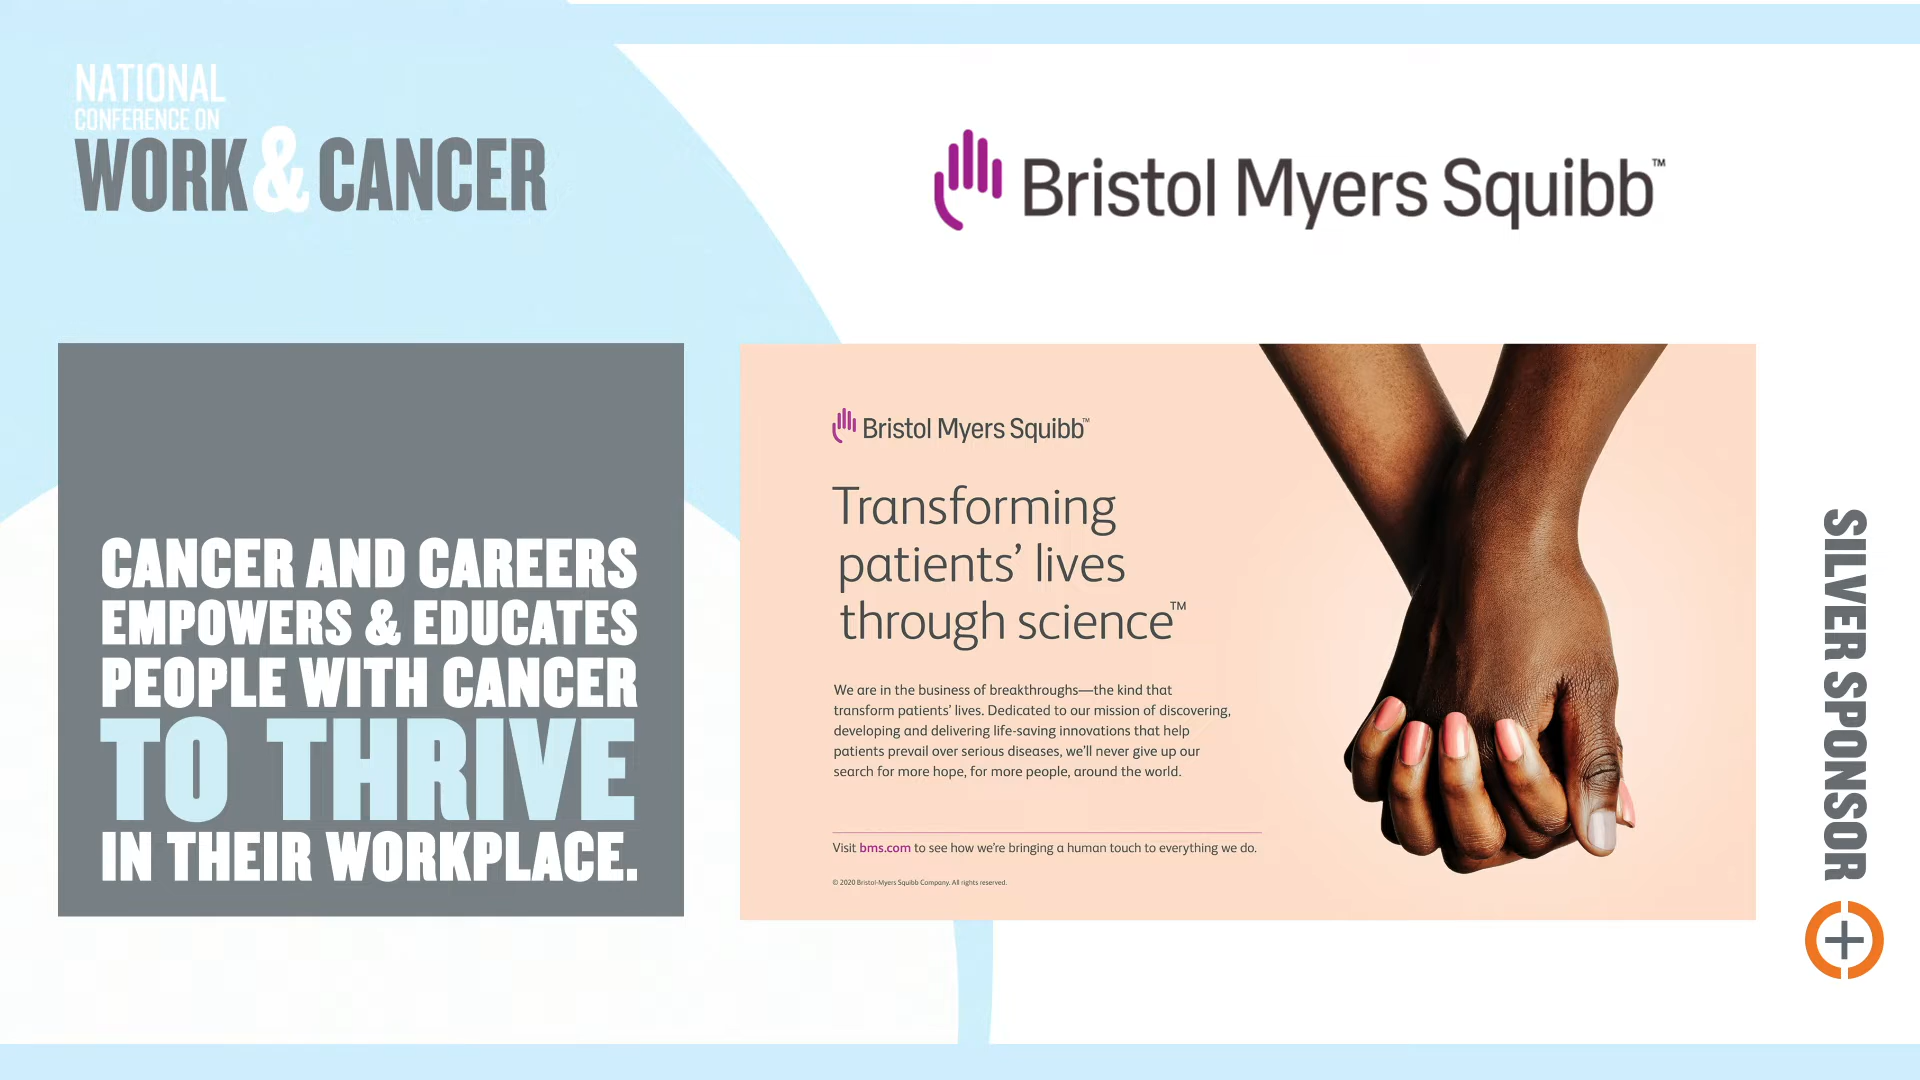 NATIONAL
CONFERENCE ON
WORK & CANCER
Bristol Myers Squibb™
CANCER AND CAREERS
EMPOWERS & EDUCATES
PEOPLE WITH CANCER
TO THRIVE
IN THEIR WORKPLACE.
Bristol Myers Squibb™
Transforming
patients’ lives
through science™
We are in the business of breakthroughs—the kind that
transform patients’ lives. Dedicated to our mission of discovering,
developing and delivering life-saving innovations that help
patients prevail over serious diseases, we’ll never give up our
search for more hope, for more people, around the world.
Visit bms.com to see how we’re bringing a human touch to everything we do.
© 2020 Bristol-Myers Squibb Company. All rights reserved.
SILVER SPONSOR